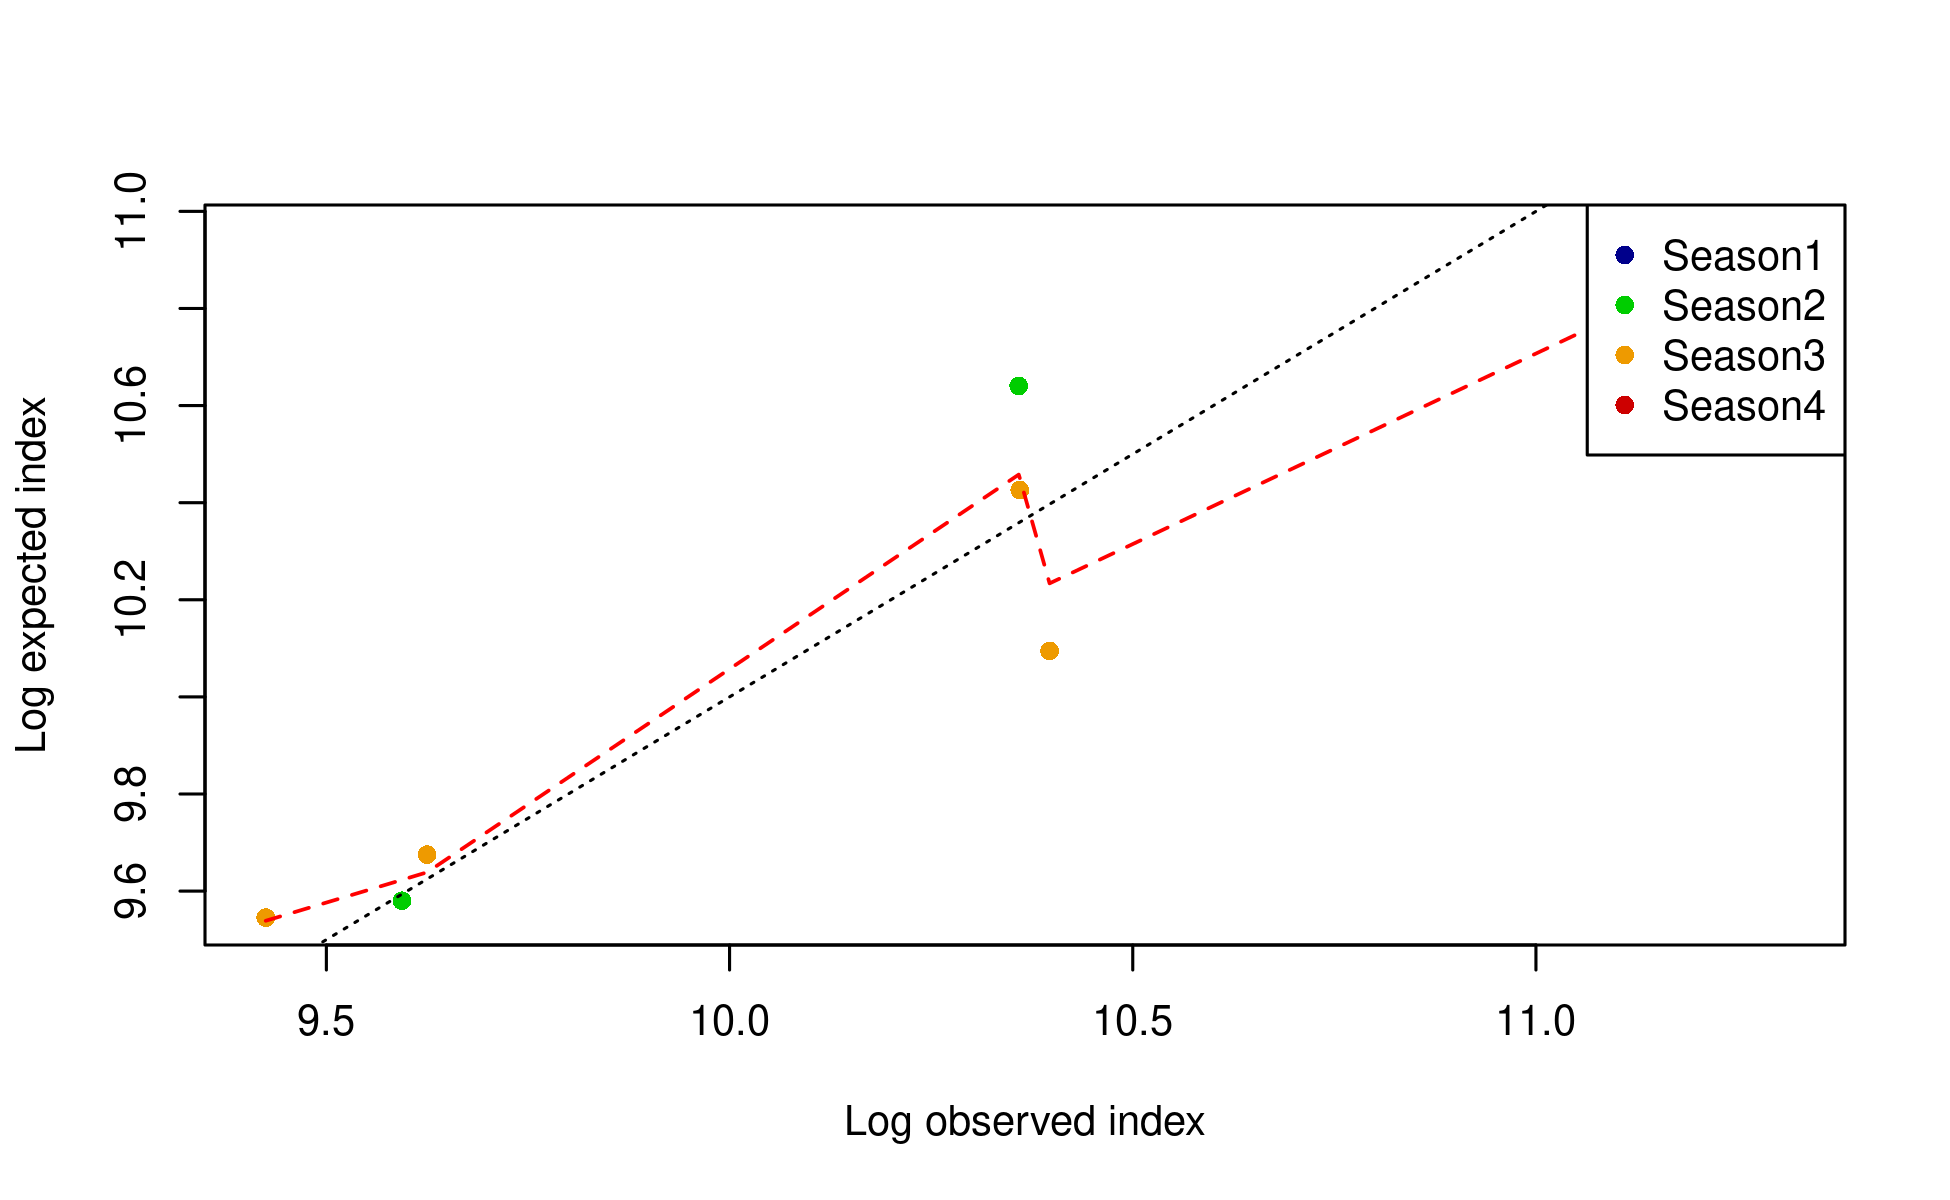 11.0
10.6
10.2
9.8
9.6
Log expected index
Season1
Season2
Season3
Season4
9.5 10.0 10.5 11.0
Log observed index